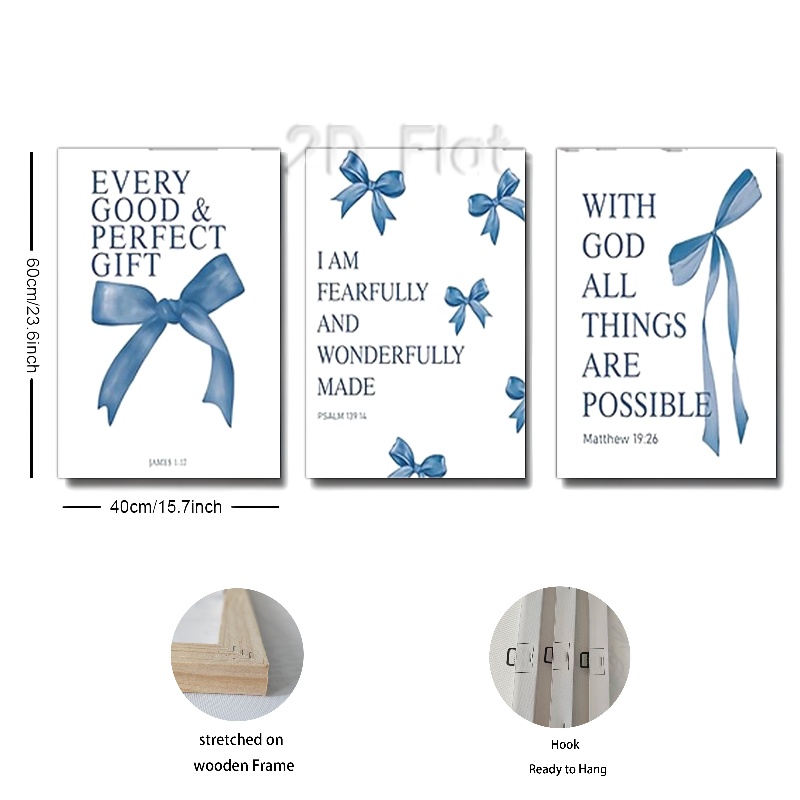 2D Flat
EVERY
GOOD &
PERFECT
GIFT
JAMES 1:17
I AM
FEARFULLY
AND
WONDERFULLY
MADE
PSALM 139:14
WITH
GOD
ALL
THINGS
ARE
POSSIBLE
Matthew 19:26
60cm/23.6inch
40cm/15.7inch
stretched on
wooden Frame
Hook
Ready to Hang